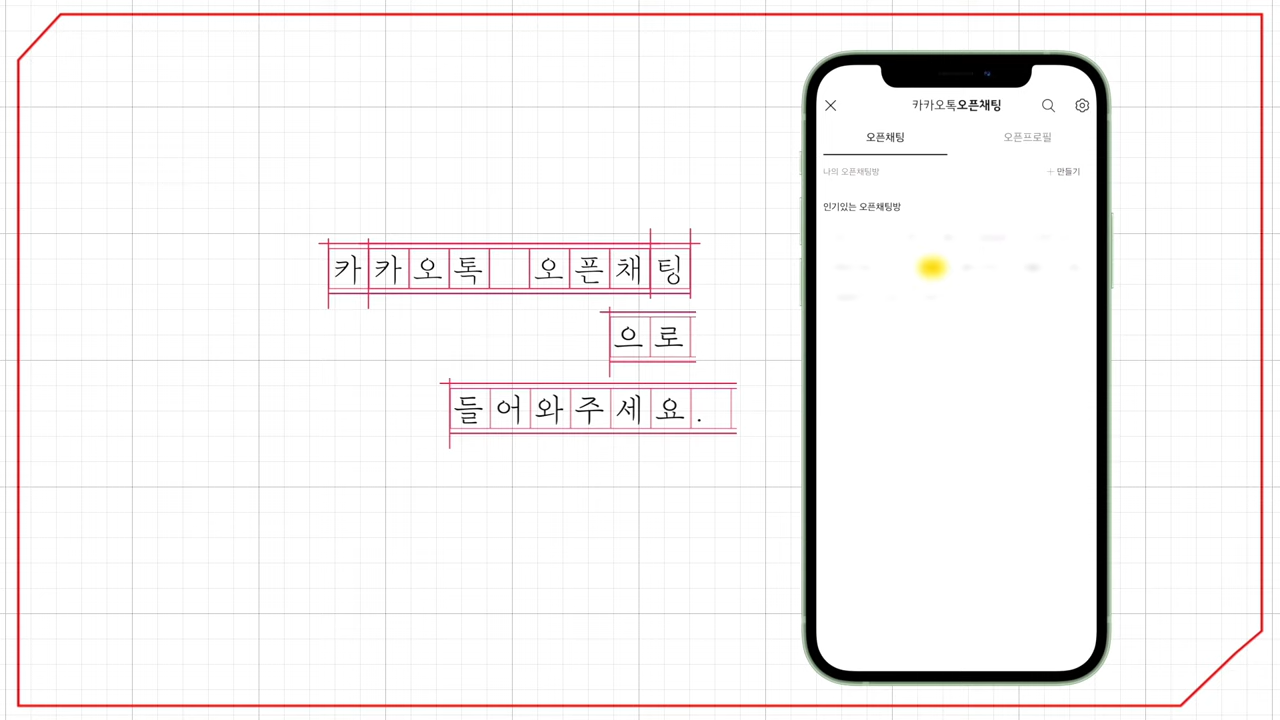 카카오톡 오픈채팅
으로
들어와주세요.
카카오톡오픈채팅
오픈채팅
오픈프로필
나의 오픈채팅방
+ 만들기
인기있는 오픈채팅방